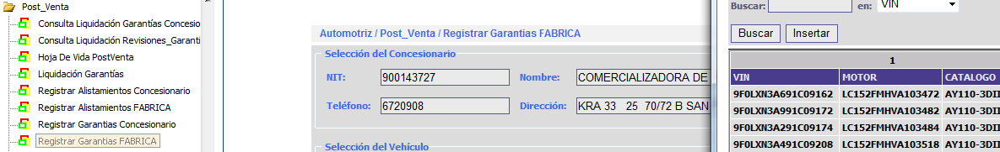 Post_Venta
Consulta Liquidación Garantías Concesio
Consulta Liquidación Revisiones_Garanti
Hoja De Vida PostVenta
Liquidación Garantías
Registrar Alistamientos Concesionario
Registrar Alistamientos FABRICA
Registrar Garantias Concesionario
Registrar Garantias FABRICA
Automotriz / Post_Venta / Registrar Garantias FABRICA
Selección del Concesionario
NIT: 900143727 Nombre: COMERCIALIZADORA DE
Teléfono: 6720908 Dirección: KRA 33 25 70/72 B SAN
Selección del Vehículo
Buscar: en: VIN
Buscar Insertar
1
VIN MOTOR CATALOGO
9F0LXN3A691C09162 LC152FMHVA103472 AY110-3DII
9F0LXN3A991C09172 LC152FMHVA103482 AY110-3DII
9F0LXN3A291C09174 LC152FMHVA103484 AY110-3DII
9F0LXN3A491C09208 LC152FMHVA103518 AY110-3DII